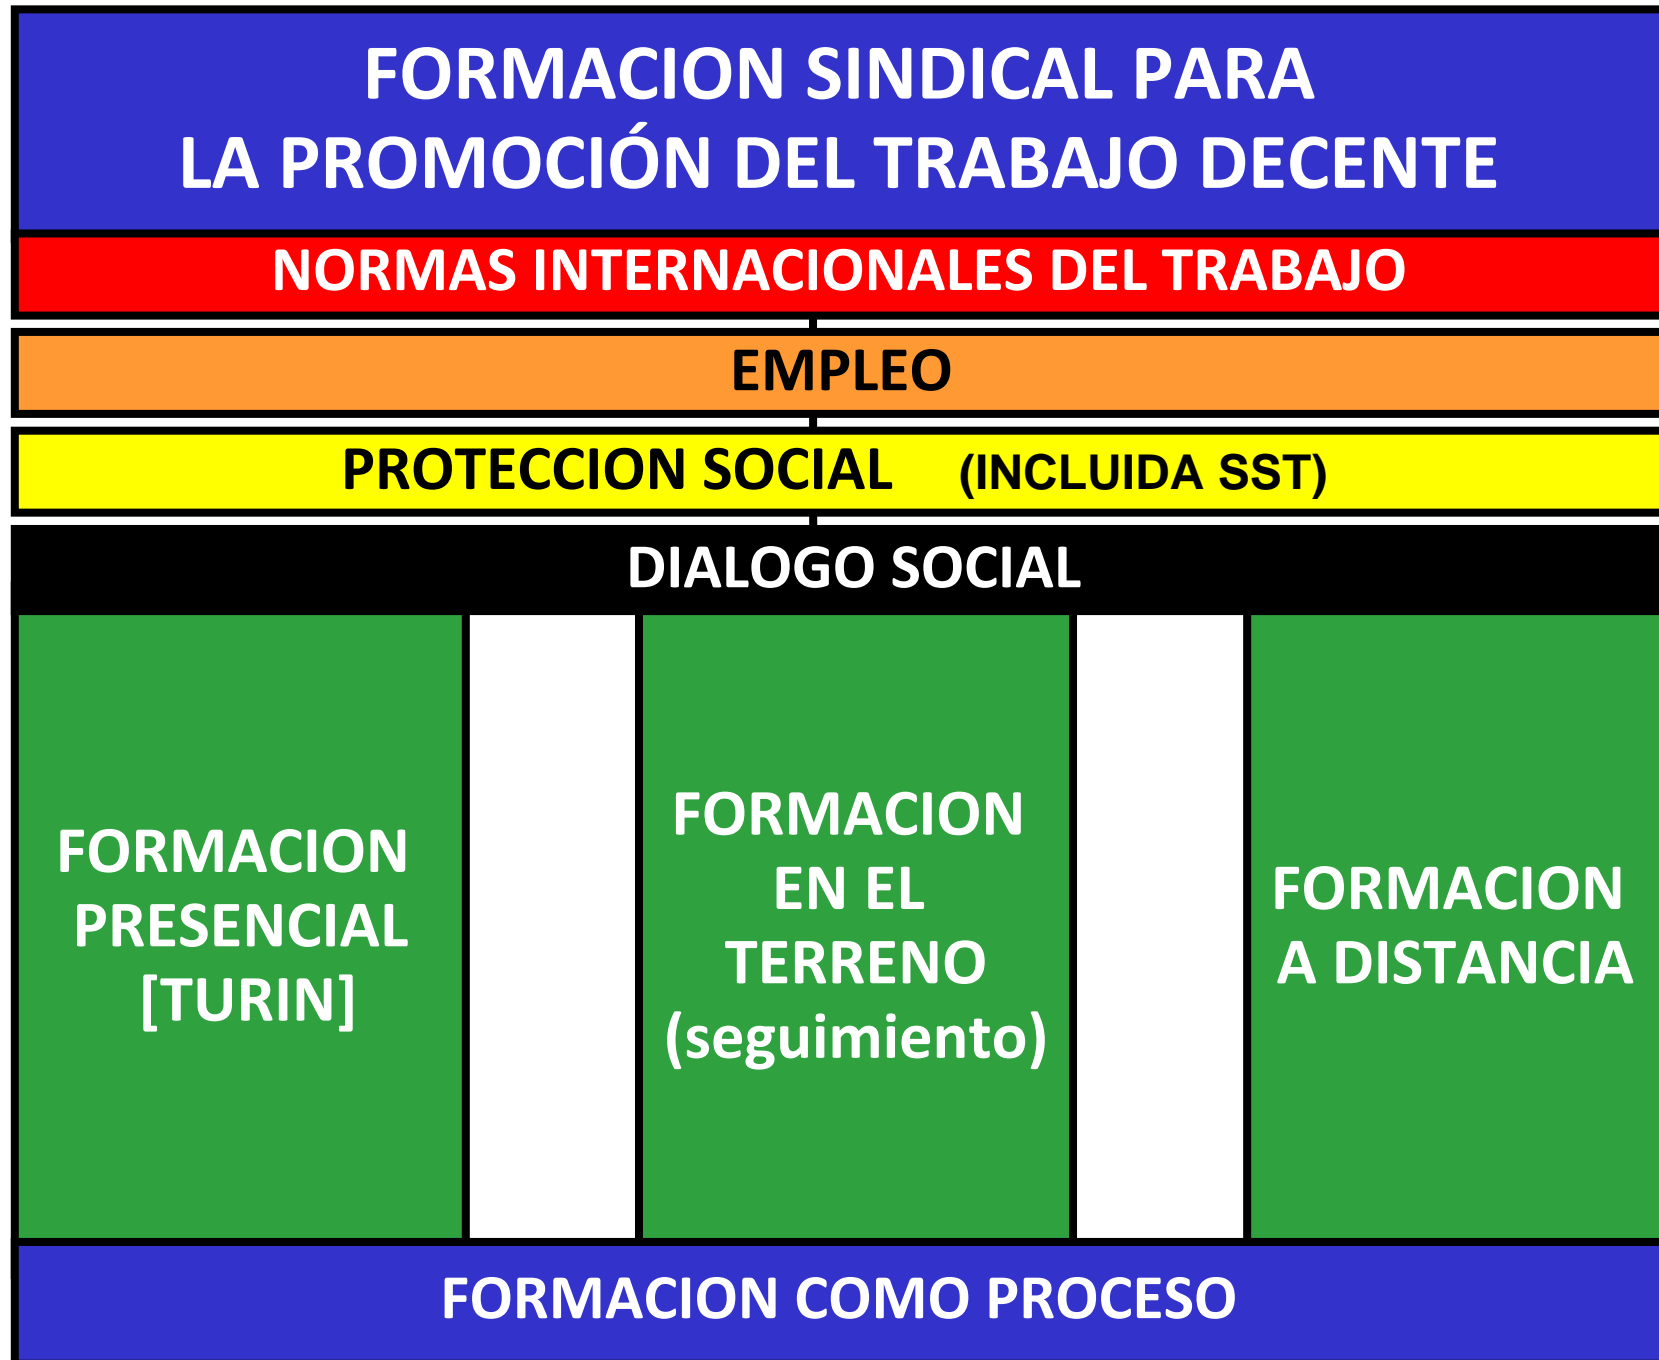 FORMACION SINDICAL PARA
LA PROMOCIÓN DEL TRABAJO DECENTE
NORMAS INTERNACIONALES DEL TRABAJO
EMPLEO
PROTECCION SOCIAL (INCLUIDA SST)
DIALOGO SOCIAL
FORMACION
PRESENCIAL
[TURIN]
FORMACION
EN EL
TERRENO
(seguimiento)
FORMACION
A DISTANCIA
FORMACION COMO PROCESO